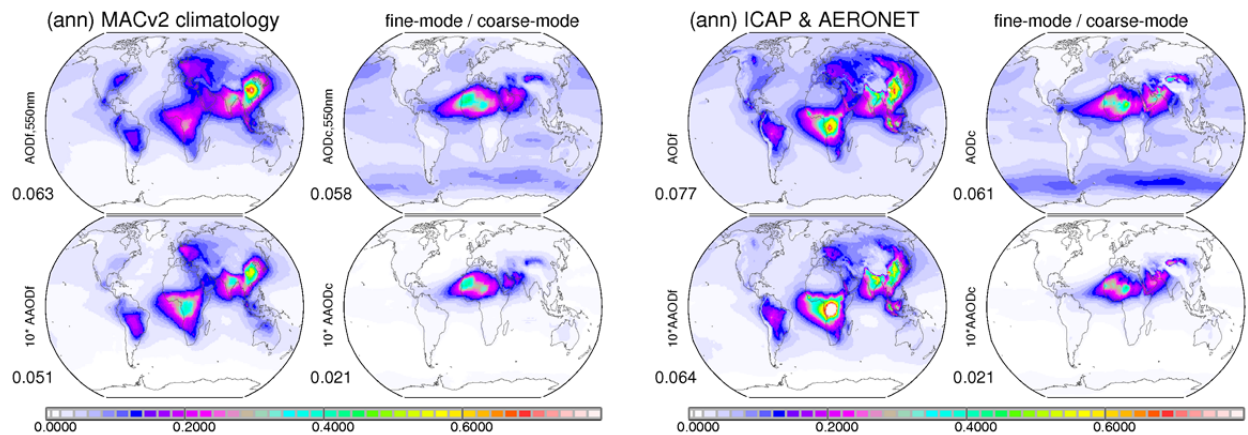 (ann) MACv2 climatology
fine-mode / coarse-mode
AODf,550nm
0.063
AODc,550nm
0.058
10* AAODf
0.051
10* AAODc
0.021
0.0000 0.2000 0.4000 0.6000
(ann) ICAP & AERONET
fine-mode / coarse-mode
AODf
0.077
AODc
0.061
10*AAODf
0.064
10*AAODc
0.021
0.0000 0.2000 0.4000 0.6000